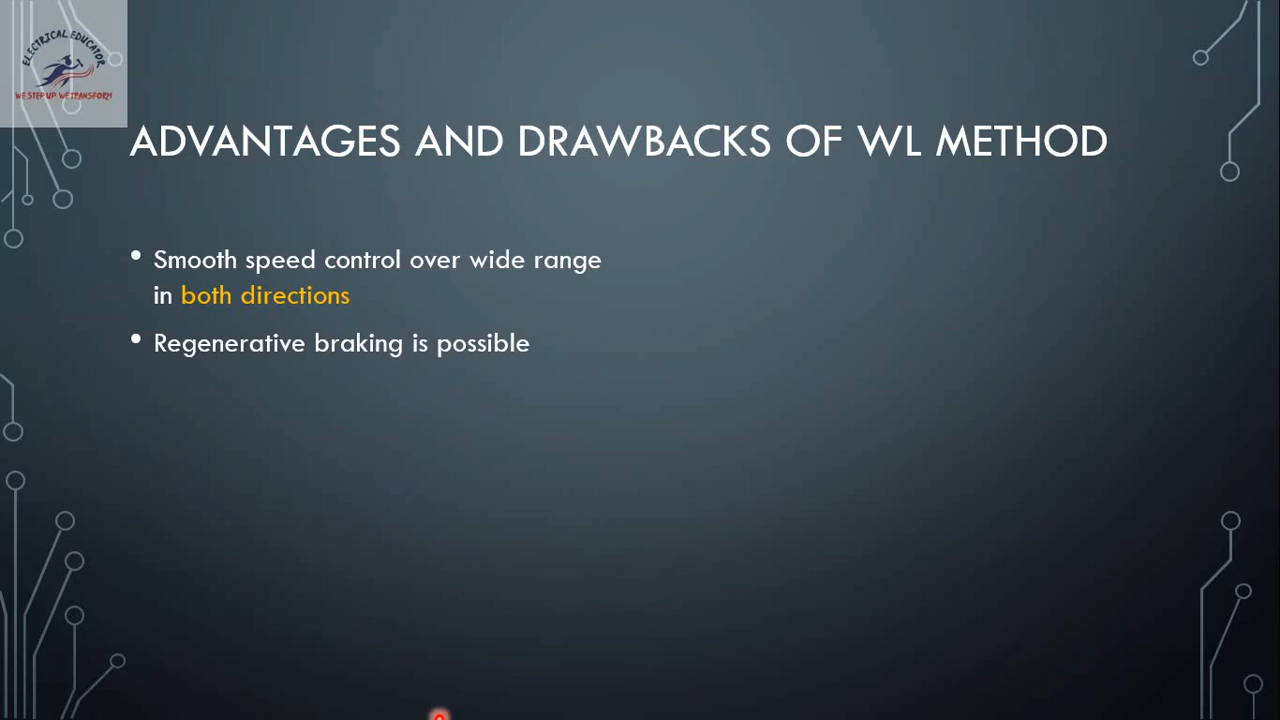 ELECTRICAL EDUCATOR
WE STEP UP WE TRANSFORM
ADVANTAGES AND DRAWBACKS OF WL METHOD
• Smooth speed control over wide range
in both directions
• Regenerative braking is possible